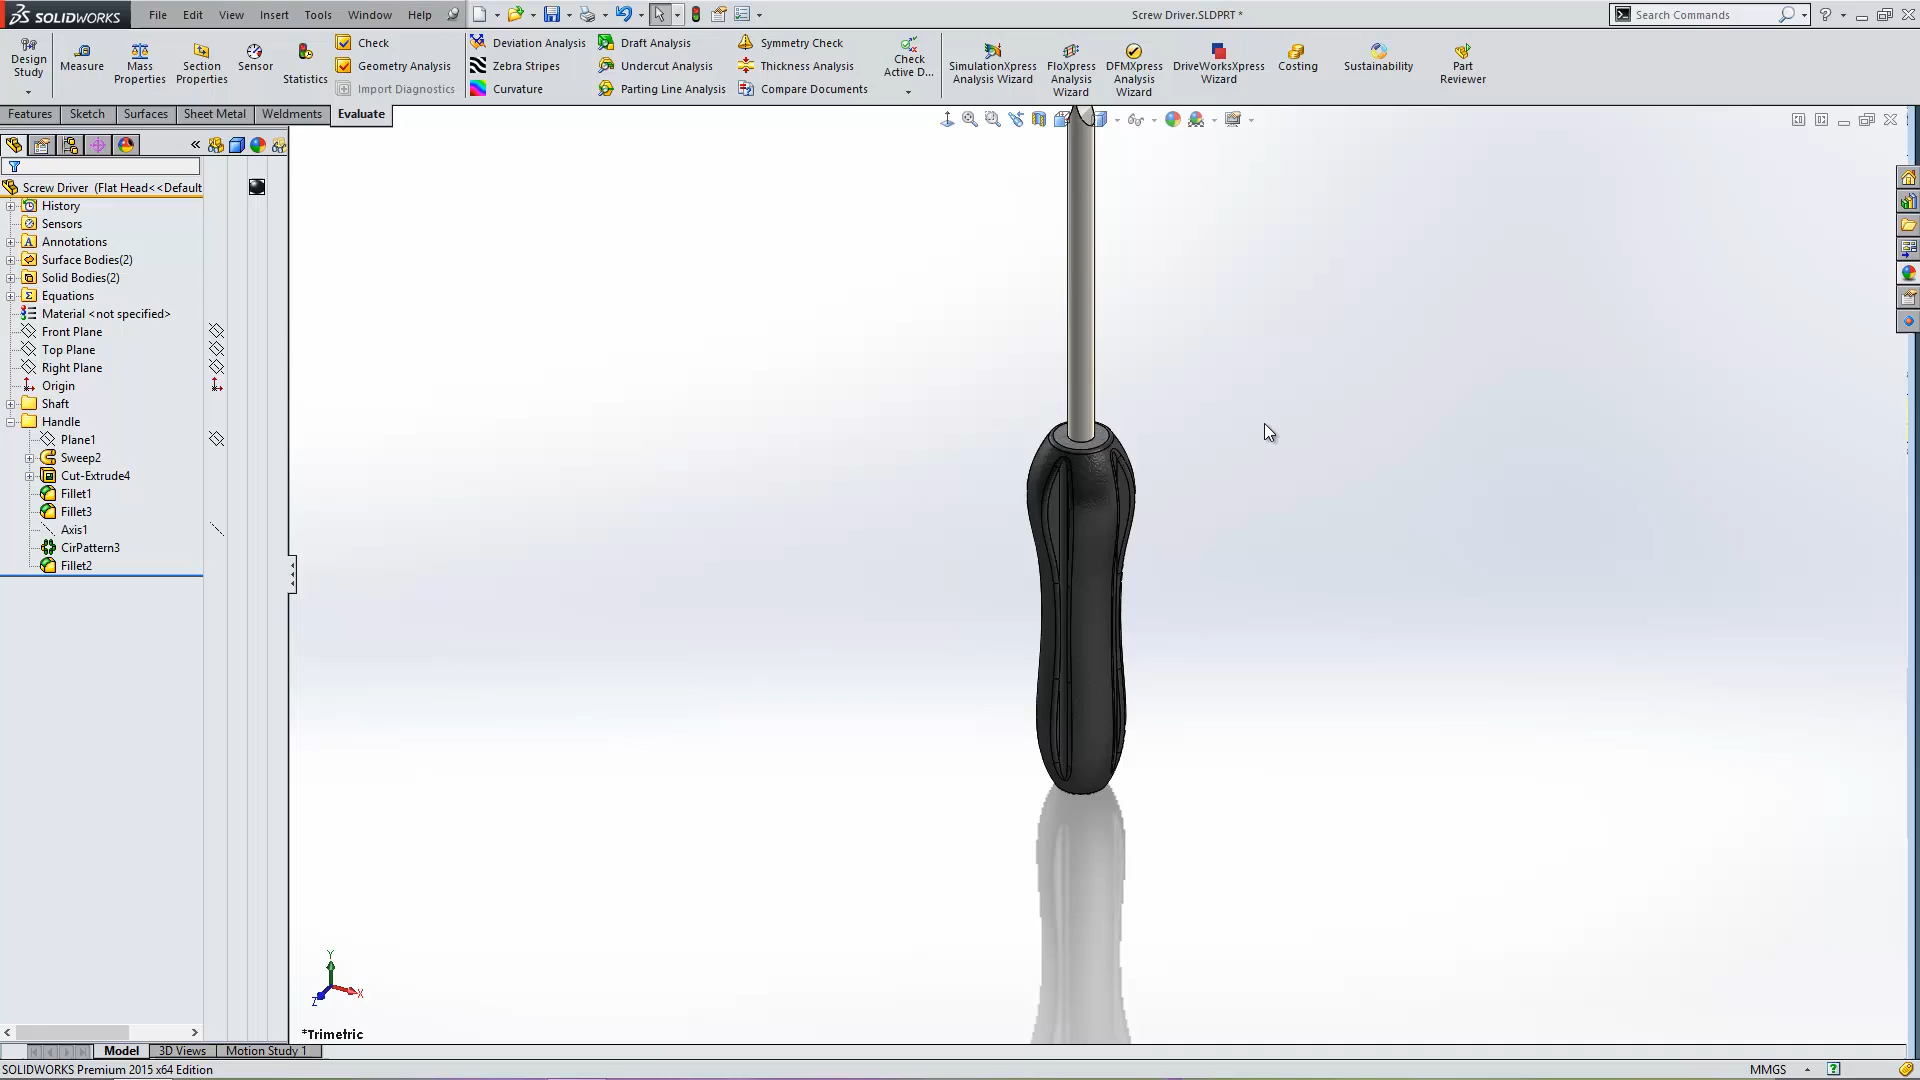 SOLIDWORKS File Edit View Insert Tools Window Help Screw Driver.SLDPRT * Search Commands
Design Study
Measure
Mass Properties
Section Properties
Sensor
Statistics
Check
Geometry Analysis
Import Diagnostics
Deviation Analysis
Zebra Stripes
Curvature
Draft Analysis
Undercut Analysis
Parting Line Analysis
Symmetry Check
Thickness Analysis
Compare Documents
Check Active D...
SimulationXpress Analysis Wizard
FloXpress Analysis Wizard
DFMXpress Analysis Wizard
DriveWorksXpress Wizard
Costing
Sustainability
Part Reviewer
Features Sketch Surfaces Sheet Metal Weldments Evaluate
Screw Driver (Flat Head<<Default
History
Sensors
Annotations
Surface Bodies(2)
Solid Bodies(2)
Equations
Material <not specified>
Front Plane
Top Plane
Right Plane
Origin
Shaft
Handle
Plane1
Sweep2
Cut-Extrude4
Fillet1
Fillet3
Axis1
CirPattern3
Fillet2
Y
X
Z
*Trimetric
Model 3D Views Motion Study 1
SOLIDWORKS Premium 2015 x64 Edition MMGS